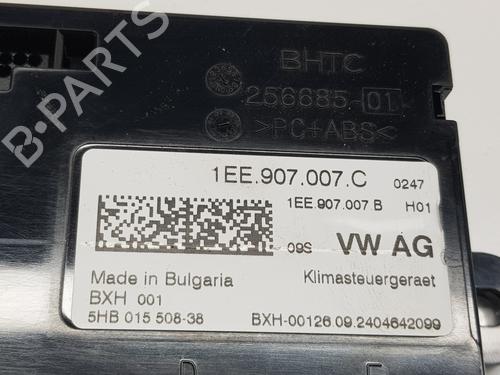 BHTC
256685-01
>PC+ABS<
1EE.907.007.C 0247
1EE.907.007 B H01
09S VW AG
Made in Bulgaria Klimasteuergeraet
BXH 001
5HB 015 508-38 BXH-00126 09.2404642099